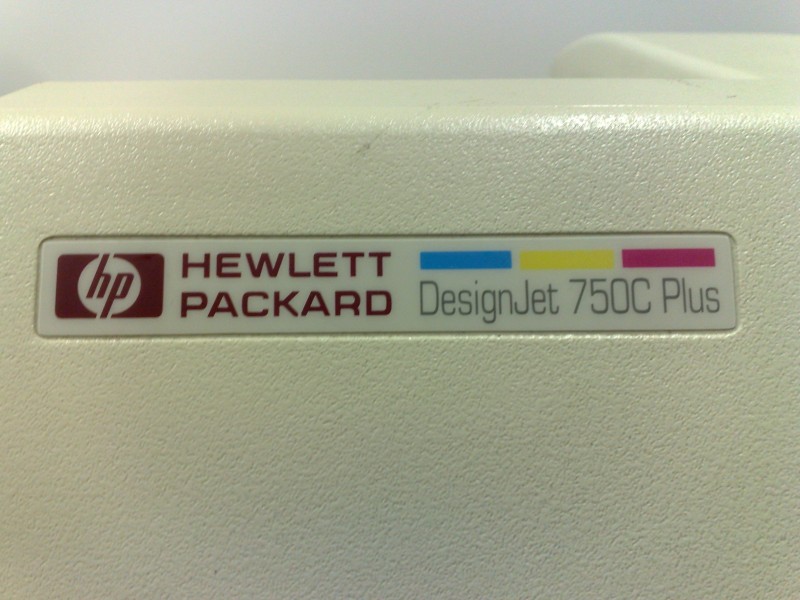 hp
HEWLETT
PACKARD
DesignJet 750C Plus